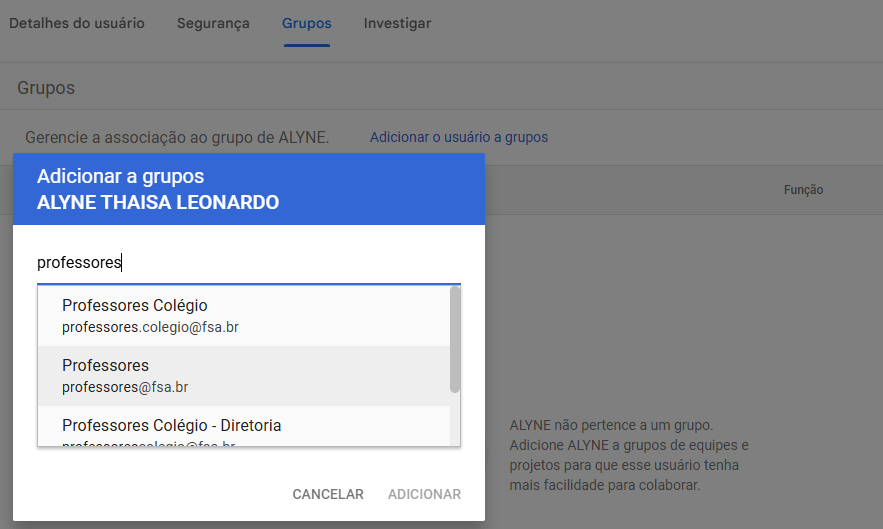 Detalhes do usuário
Segurança
Grupos
Investigar
Grupos
Gerencie a associação ao grupo de ALYNE.
Adicionar o usuário a grupos
Função
Adicionar a grupos
ALYNE THAISA LEONARDO
professores
Professores Colégio
professores.colegio@fsa.br
Professores
professores@fsa.br
Professores Colégio - Diretoria
professorescolegio@fsa.br
CANCELAR
ADICIONAR
ALYNE não pertence a um grupo.
Adicione ALYNE a grupos de equipes e
projetos para que esse usuário tenha
mais facilidade para colaborar.